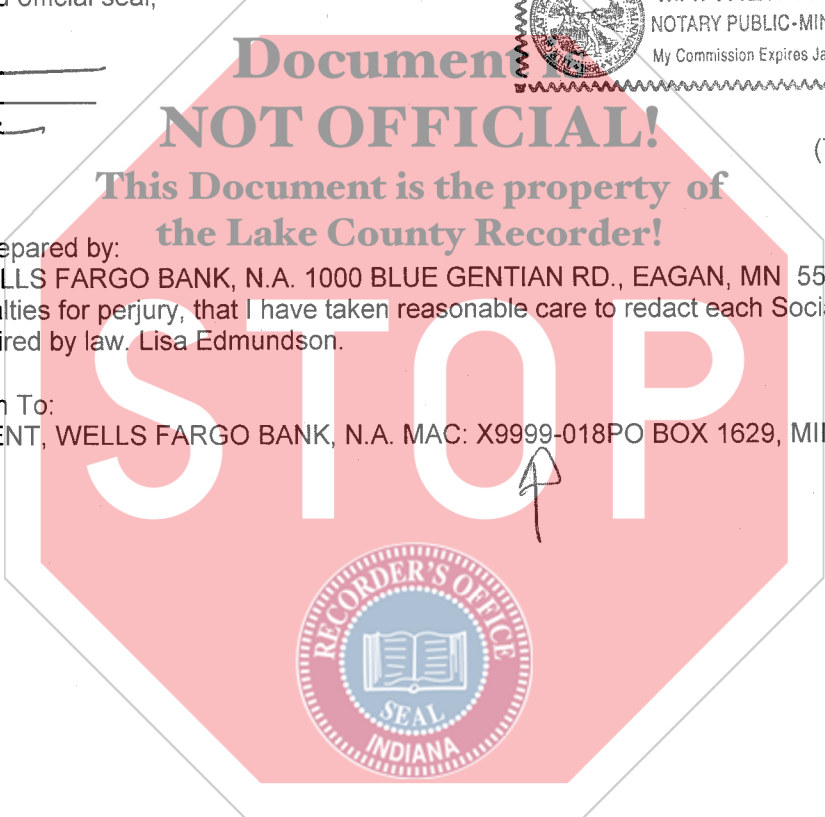 official seal,
NOTARY PUBLIC-MIN
My Commission Expires Ja
Document
NOT OFFICIAL!
This Document is the property of
the Lake County Recorder!
epared by:
LLS FARGO BANK, N.A. 1000 BLUE GENTIAN RD., EAGAN, MN 55
alties for perjury, that I have taken reasonable care to redact each Soci
ired by law. Lisa Edmundson.
To:
ENT, WELLS FARGO BANK, N.A. MAC: X9999-018PO BOX 1629, MI
STOP
RECORDER'S OFFICE
SEAL
INDIANA